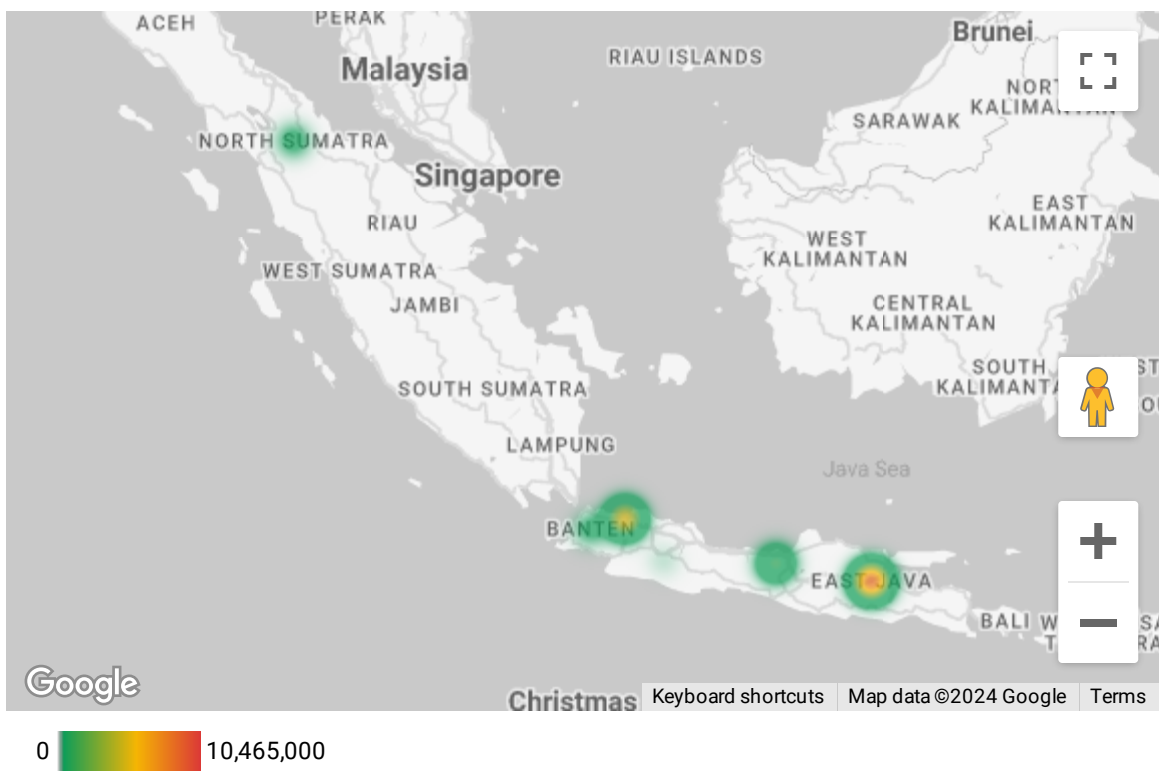 ACEH
PERAK
Brunei
Malaysia
RIAU ISLANDS
KALIMANTAN
SARAWAK
NORTH SUMATRA
Singapore
RIAU
EAST
KALIMANTAN
WEST
KALIMANTAN
WEST SUMATRA
JAMBI
CENTRAL
KALIMANTAN
SOUTH
SOUTH SUMATRA
LAMPUNG
Java Sea
BANTEN
EAST JAVA
BALI
Google
Christmas
Keyboard shortcuts
Map data ©2024 Google
Terms
0
10,465,000